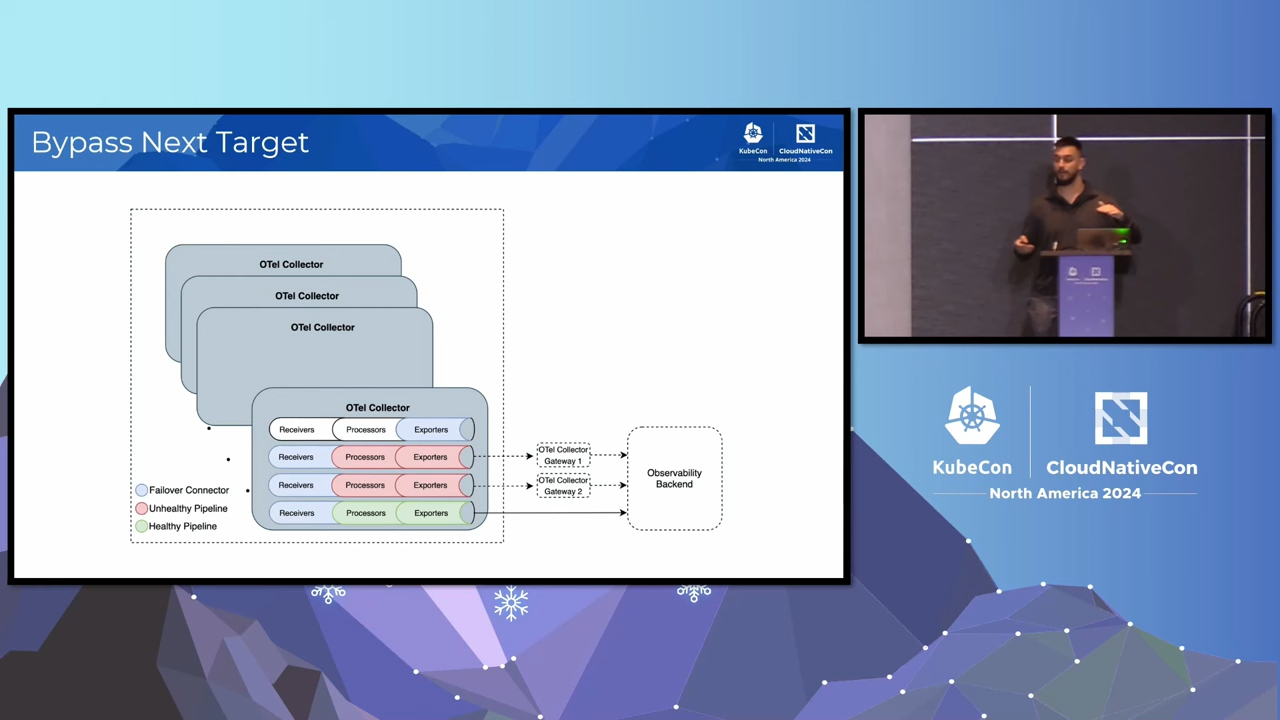 Bypass Next Target
KubeCon
CloudNativeCon
North America 2024
OTel Collector
OTel Collector
OTel Collector
OTel Collector
Receivers
Processors
Exporters
Receivers
Processors
Exporters
Receivers
Processors
Exporters
Receivers
Processors
Exporters
OTel Collector
Gateway 1
OTel Collector
Gateway 2
Observability
Backend
Failover Connector
Unhealthy Pipeline
Healthy Pipeline
KubeCon
CloudNativeCon
North America 2024